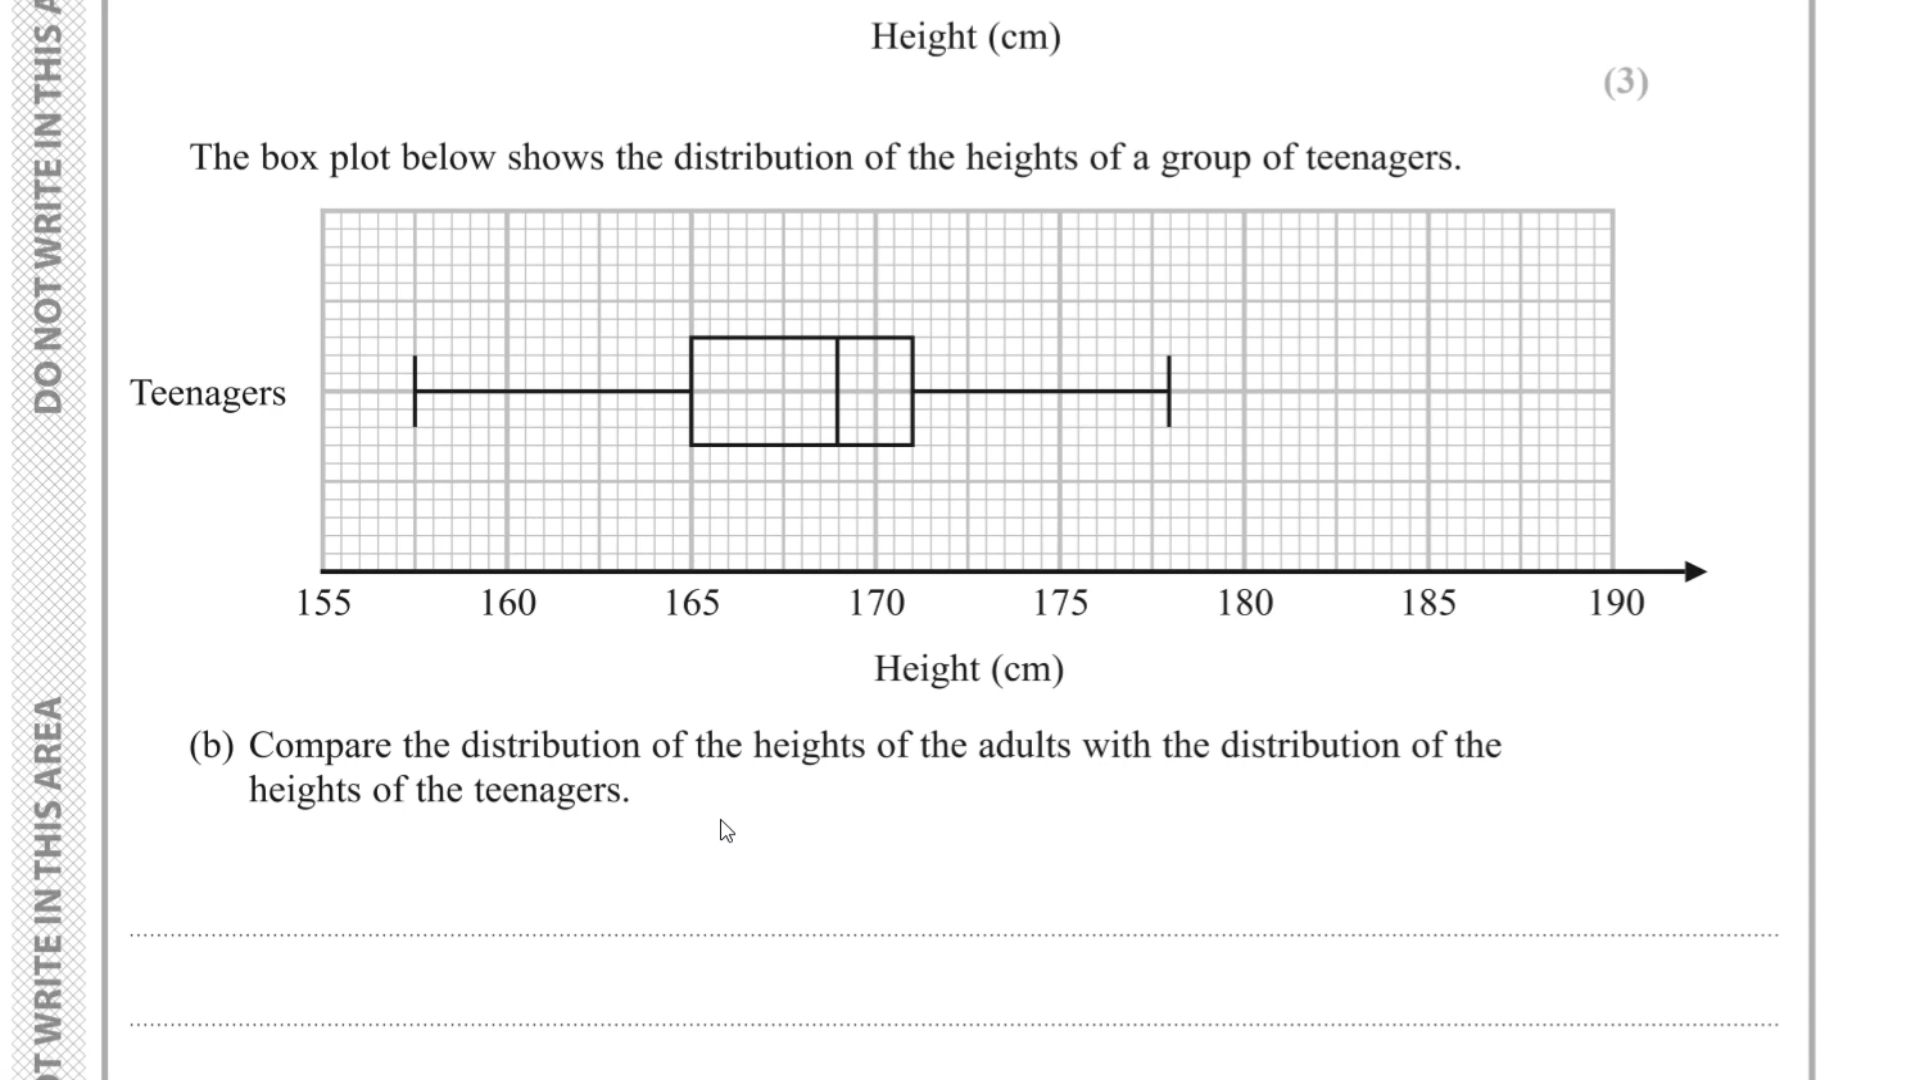 Height (cm)
(3)
The box plot below shows the distribution of the heights of a group of teenagers.
Teenagers
155 160 165 170 175 180 185 190
Height (cm)
(b) Compare the distribution of the heights of the adults with the distribution of the
heights of the teenagers.
DO NOT WRITE IN THIS A
OT WRITE IN THIS AREA